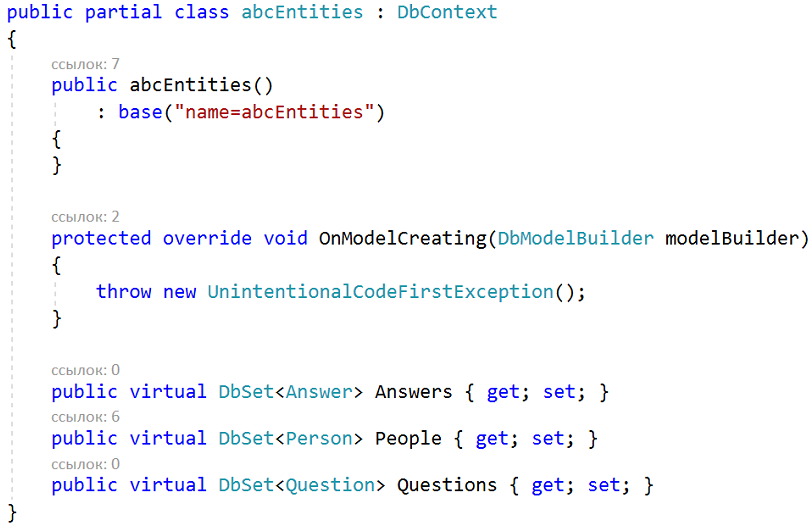 public partial class abcEntities : DbContext
{
ссылок: 7
public abcEntities()
: base("name=abcEntities")
{
}
ссылок: 2
protected override void OnModelCreating(DbModelBuilder modelBuilder)
{
throw new UnintentionalCodeFirstException();
}
ссылок: 0
public virtual DbSet<Answer> Answers { get; set; }
ссылок: 6
public virtual DbSet<Person> People { get; set; }
ссылок: 0
public virtual DbSet<Question> Questions { get; set; }
}